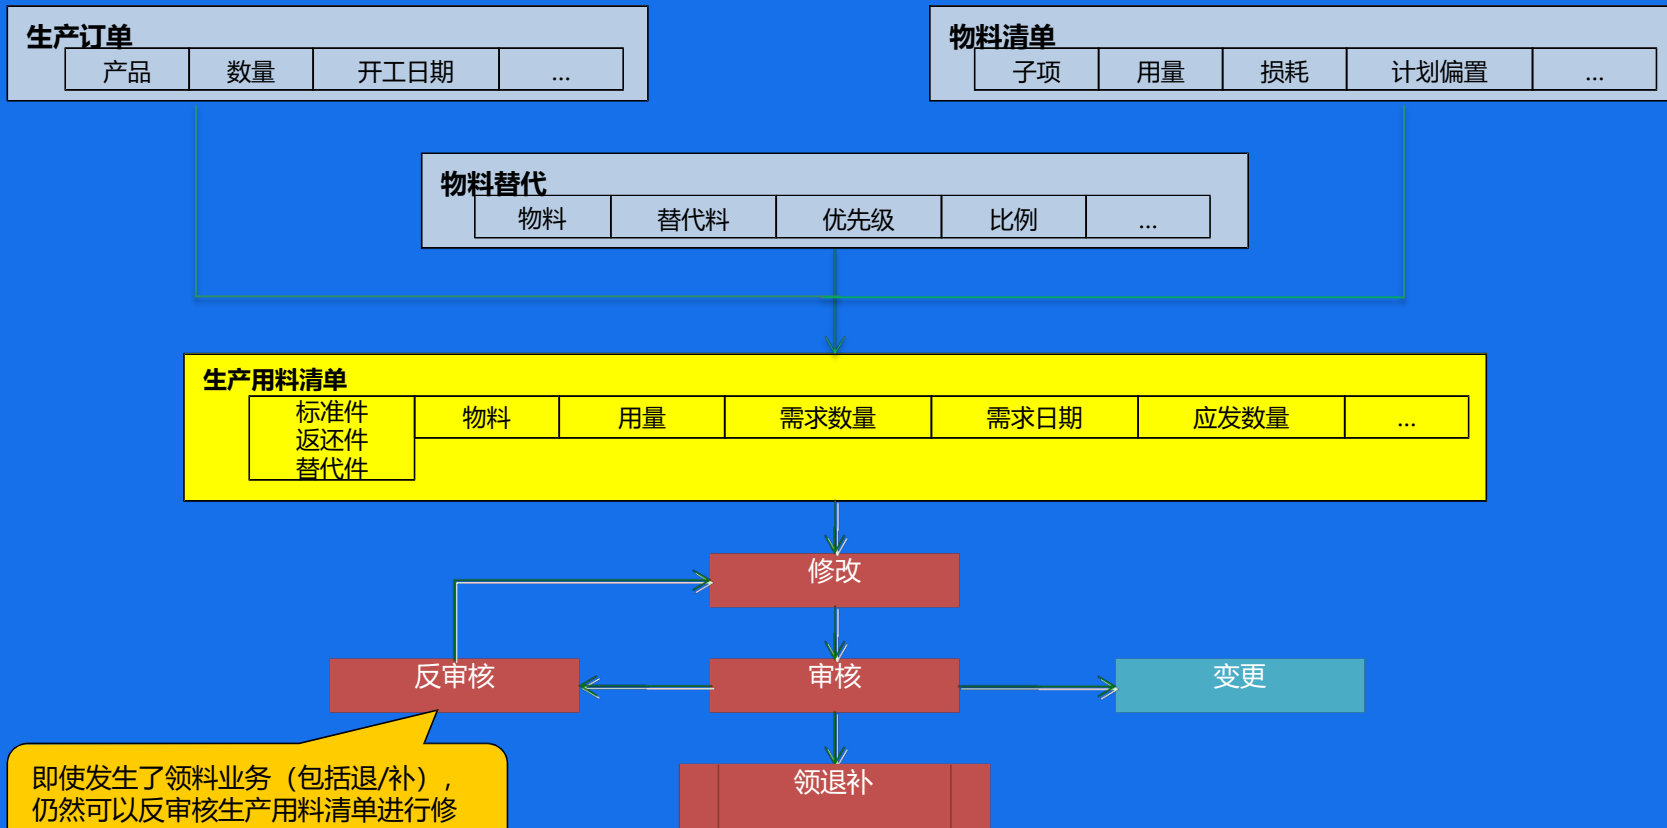 生产订单
产品 数量 开工日期 ...
物料清单
子项 用量 损耗 计划偏置 ...
物料替代
物料 替代料 优先级 比例 ...
生产用料清单
标准件
返还件
替代件
物料 用量 需求数量 需求日期 应发数量 ...
修改
反审核 审核 变更
即使发生了领料业务（包括退/补），
仍然可以反审核生产用料清单进行修
领退补